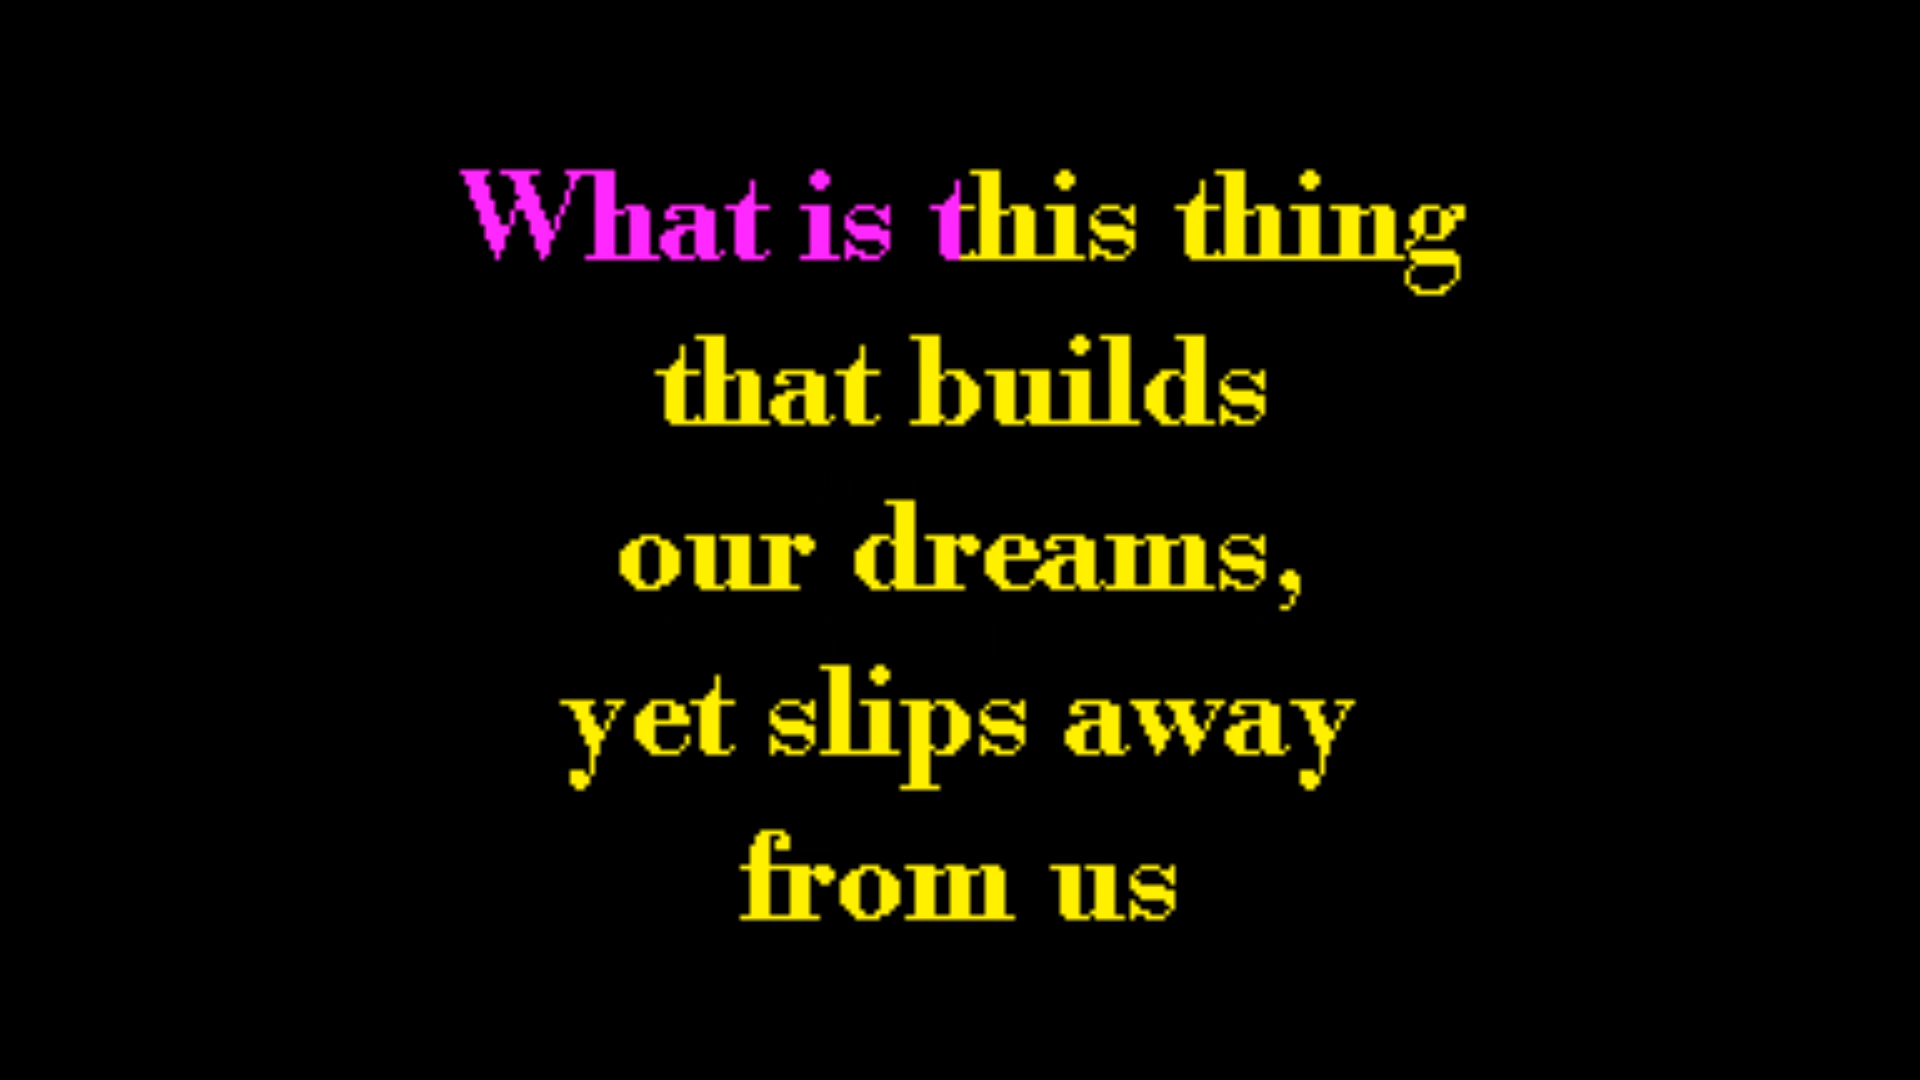 What is this thing
that builds
our dreams,
yet slips away
from us